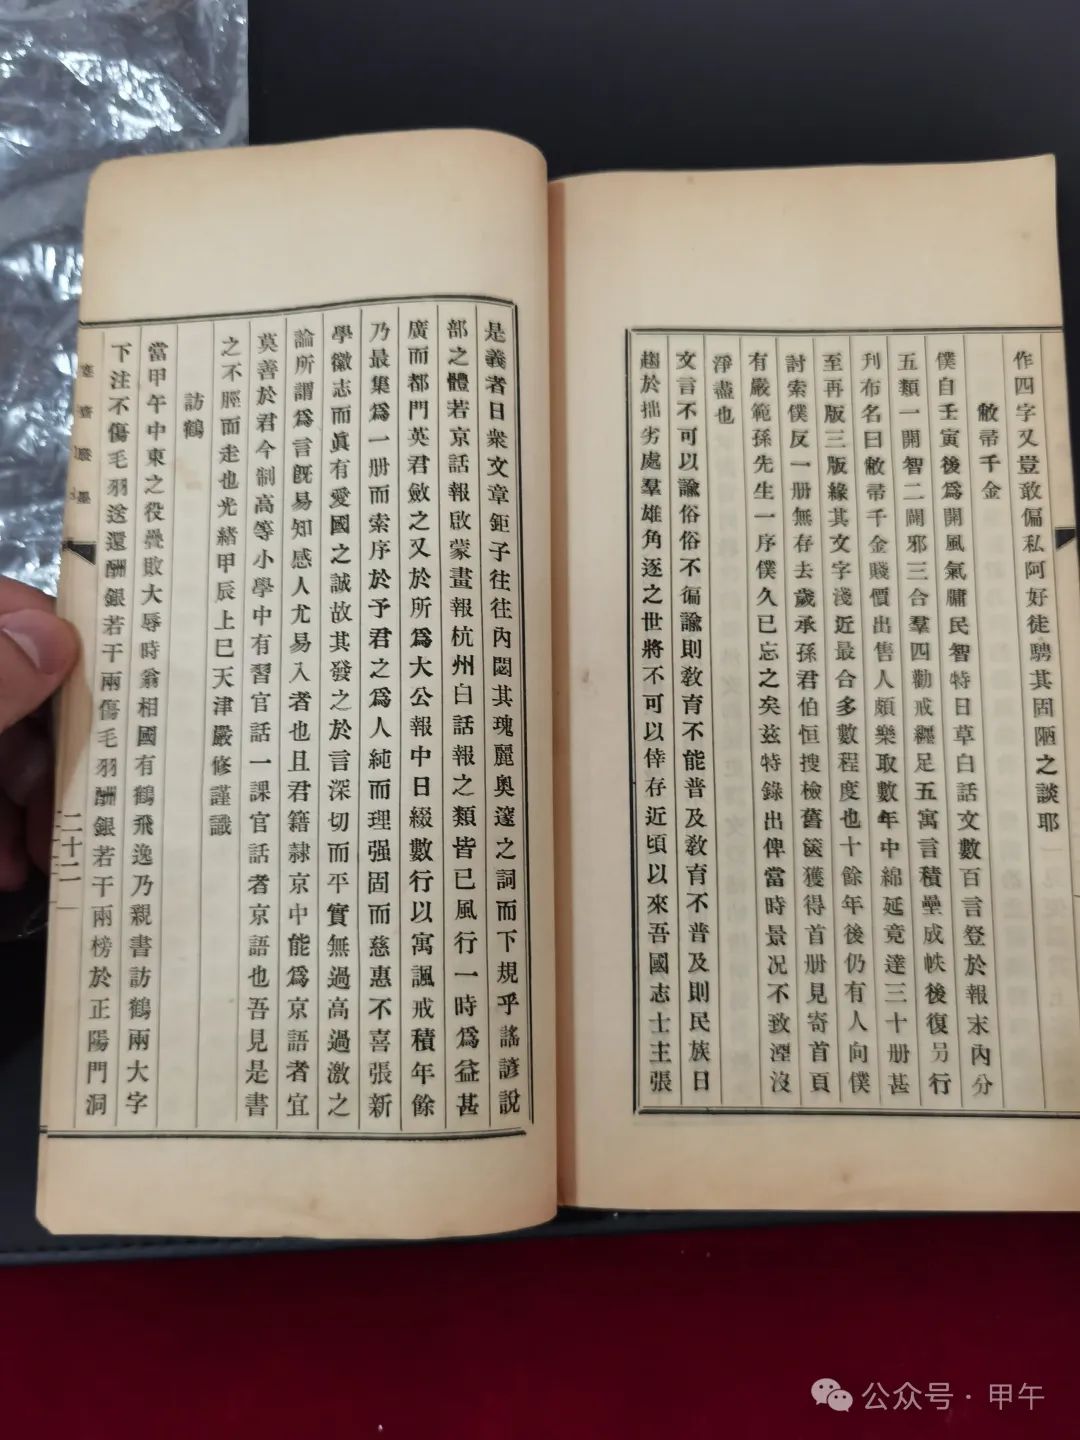 作四字又豈敢偏私阿好徒騁其固陋之談耶
敝帚千金
僕自壬寅後爲開風氣牗民智特日草白話文數百言登於報末內分
五類一開智二闢邪三合羣四勸戒纏足五寓言積壘成帙後復另行
刋布名曰敝帚千金賤價出售人頗樂取數年中綿延竟達三十册甚
至再版三版緣其文字淺近最合多數程度也十餘年後仍有人向僕
討索僕反一册無存去歲承孫君伯恒搜檢舊篋獲得首册見寄首頁
有嚴範孫先生一序僕久已忘之矣兹特錄出俾當時景况不致湮沒
淨盡也
文言不可以諭俗俗不徧諭則敎育不能普及敎育不普及則民族日
趨於拙劣處羣雄角逐之世將不可以倖存近頃以來吾國志士主張
是義者日衆文章鉅子往往內閟其瑰麗奧邃之詞而下規乎謠諺說
部之體若京話報啟蒙畫報杭州白話報之類皆已風行一時爲益甚
廣而都門英君斂之又於所爲大公報中日綴數行以寓諷戒積年餘
乃最集爲一册而索序於予君之爲人純而理强固而慈惠不喜張新
學徽志而眞有愛國之誠故其發之於言深切而平實無過高過激之
論所謂爲言旣易知感人尤易入者也且君籍隸京中能爲京語者宜
莫善於君今制高等小學中有習官話一課官話者京語也吾見是書
之不脛而走也光緖甲辰上巳天津嚴修謹識
訪鶴
當甲午中東之役疊敗大辱時翁相國有鶴飛逸乃親書訪鶴兩大字
下注不傷毛羽送還酬銀若干兩傷毛羽酬銀若干兩榜於正陽門洞
二十二
公众号·甲午